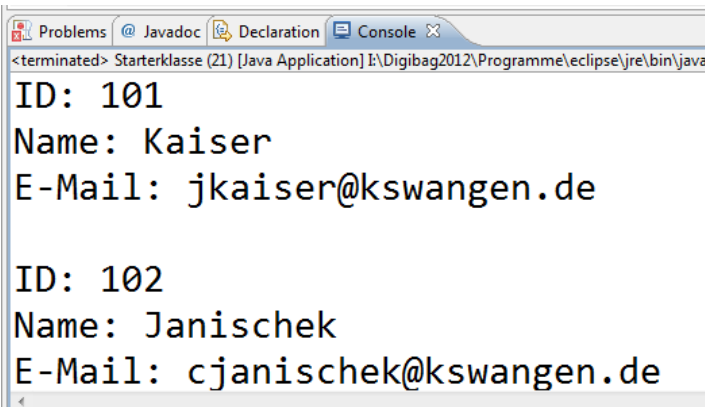 Problems @ Javadoc Declaration Console
<terminated> Starterklasse (21) [Java Application] I:\Digibag2012\Programme\eclipse\jre\bin\java
ID: 101
Name: Kaiser
E-Mail: jkaiser@kswangen.de
ID: 102
Name: Janischek
E-Mail: cjanischek@kswangen.de